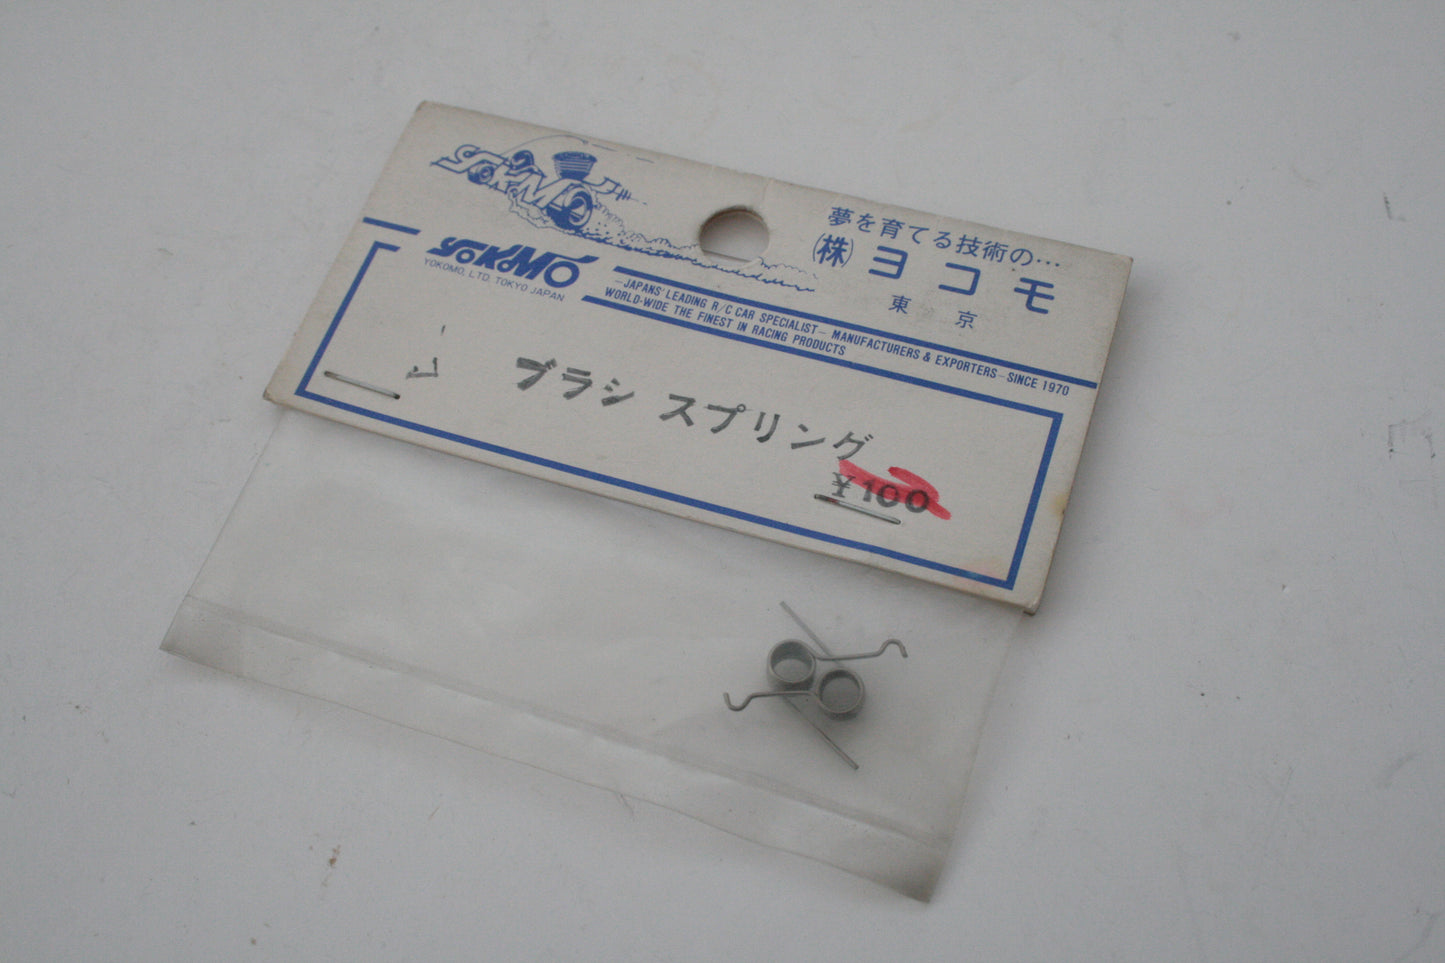 YOKOMO
夢を育てる技術の…
(株)ヨコモ
東京
YOKOMO
YOKOMO, LTD. TOKYO JAPAN
—JAPANS' LEADING R/C CAR SPECIALIST— MANUFACTURERS & EXPORTERS—SINCE 1970
WORLD-WIDE THE FINEST IN RACING PRODUCTS
ブラシ スプリング
¥100